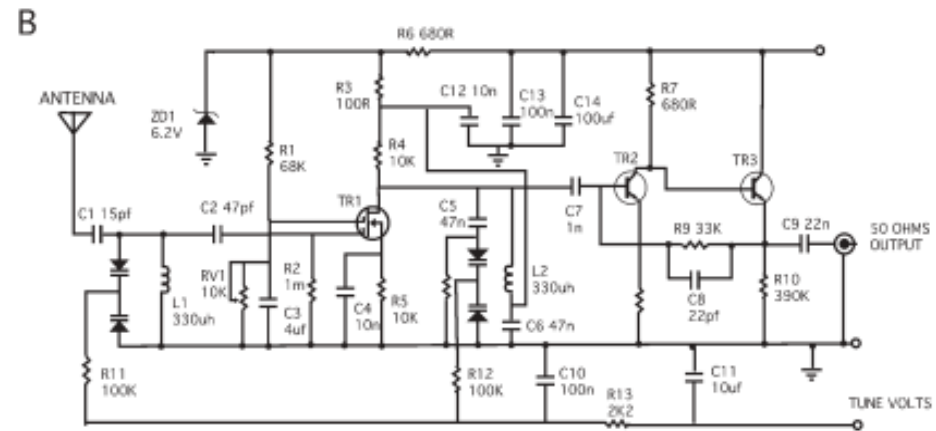 B
R6 680R
ANTENNA
ZD1
6.2V
R3
100R
C12 10n
C13
100n
C14
100uf
R7
680R
R1
68K
R4
10K
TR1
TR2
TR3
C1 15pf
C2 47pf
C5
47n
C7
1n
R9 33K
C9 22n
50 OHMS
OUTPUT
L1
330uh
RV1
10K
R2
1m
C3
4uf
C4
10n
R5
10K
L2
330uh
C6 47n
C8
22pf
R10
390K
R11
100K
R12
100K
C10
100n
R13
2K2
C11
10uf
TUNE VOLTS